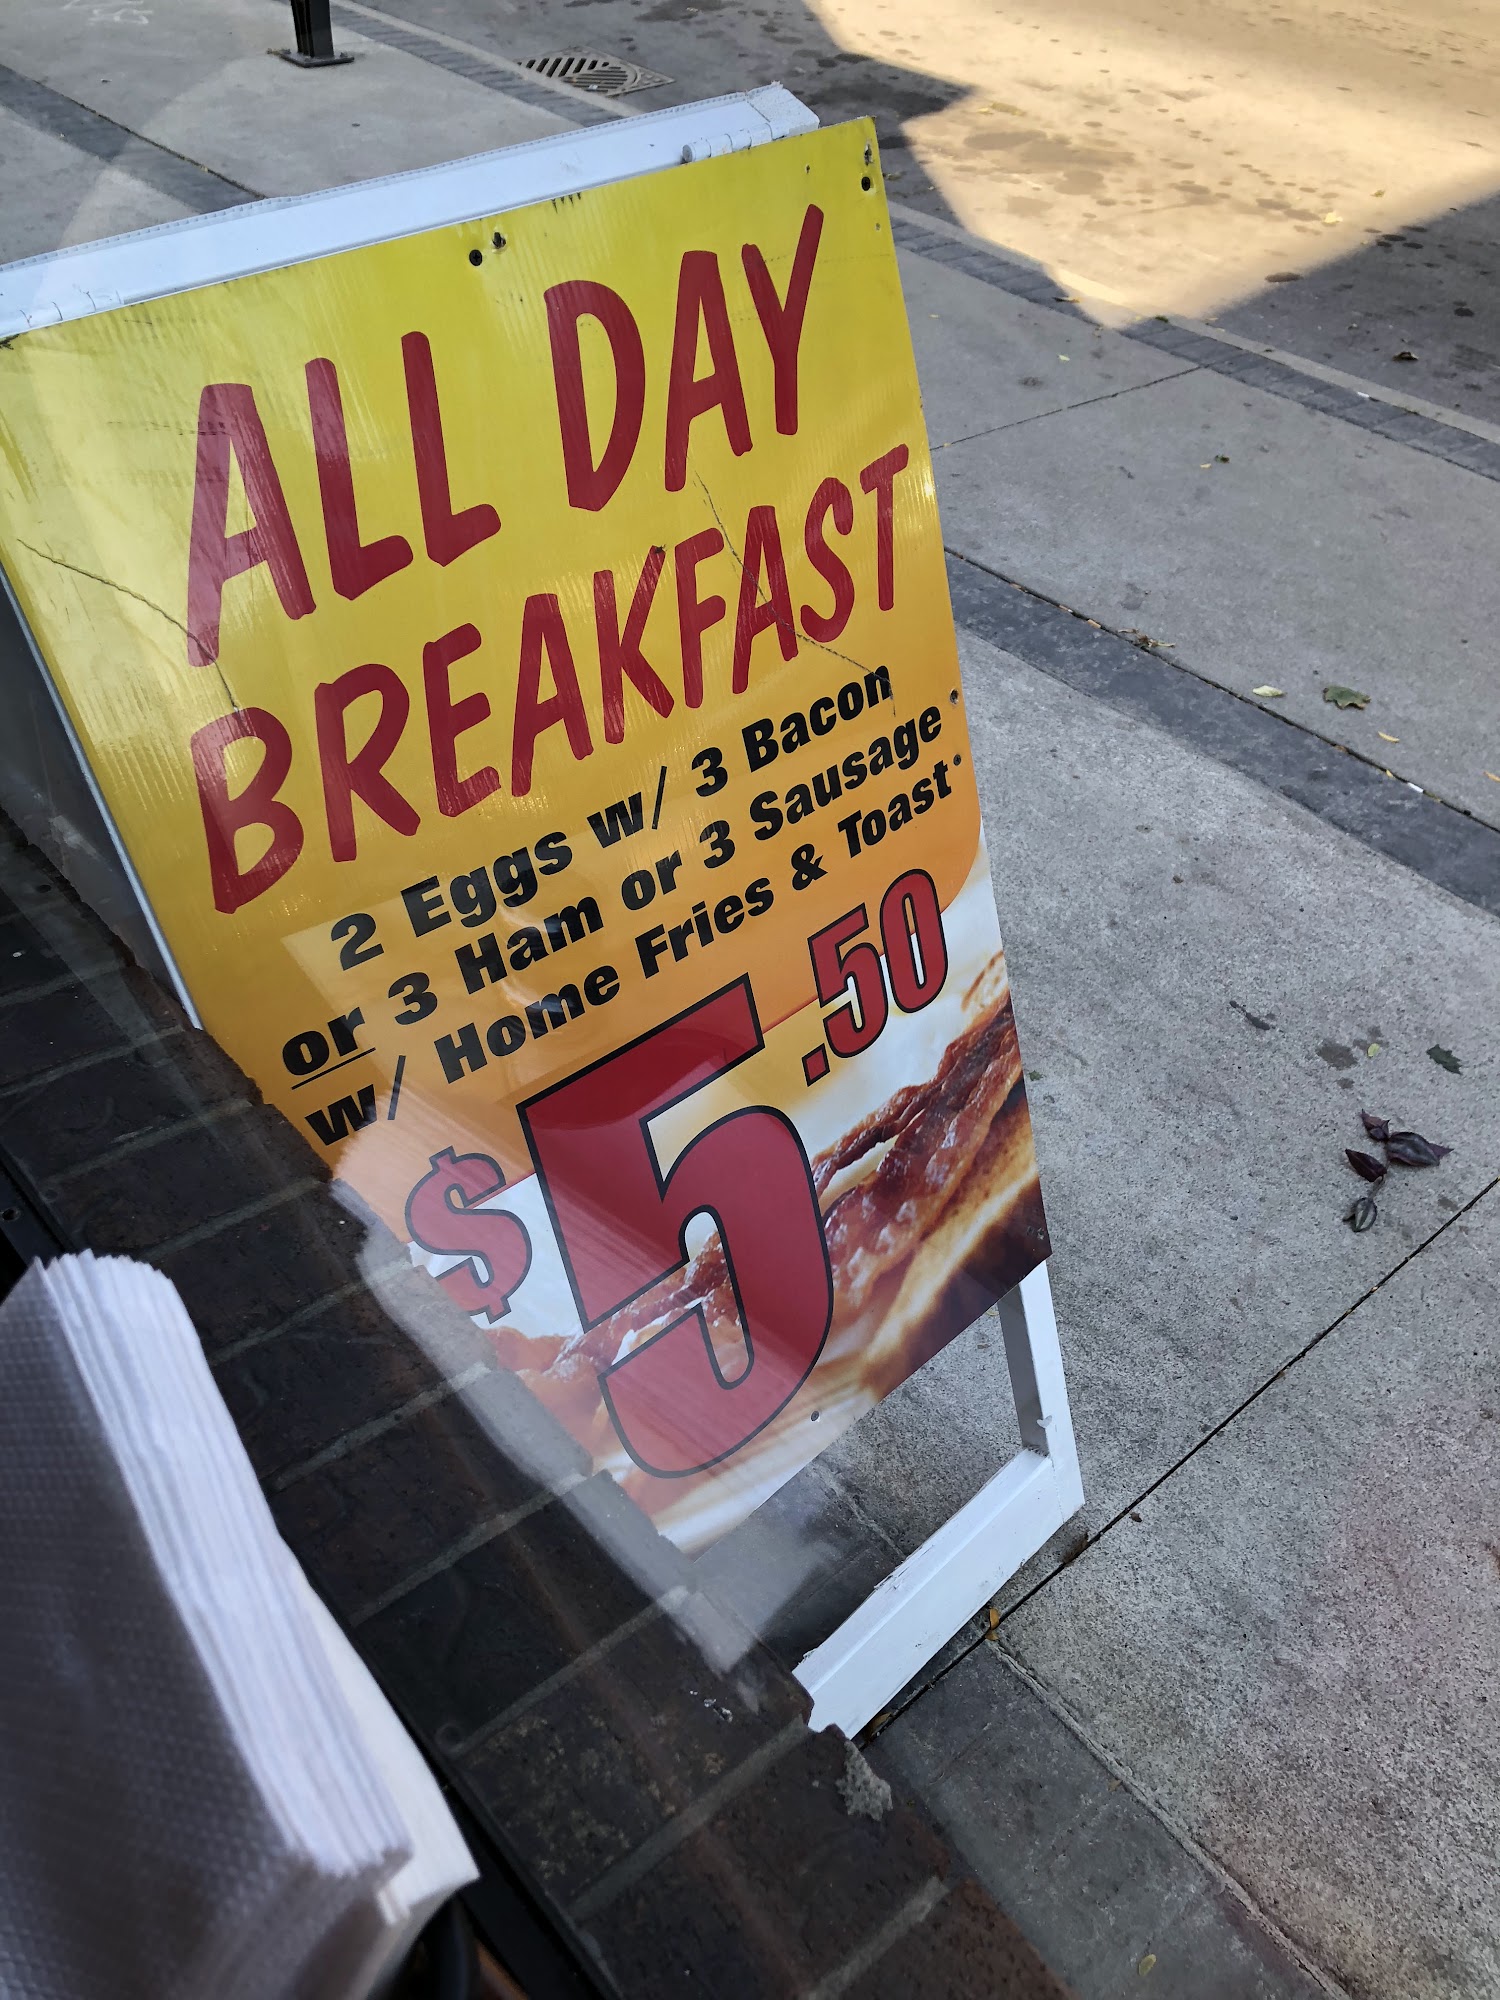 ALL DAY
BREAKFAST
2 Eggs w/ 3 Bacon
or 3 Ham or 3 Sausage
w/ Home Fries & Toast
$5.50